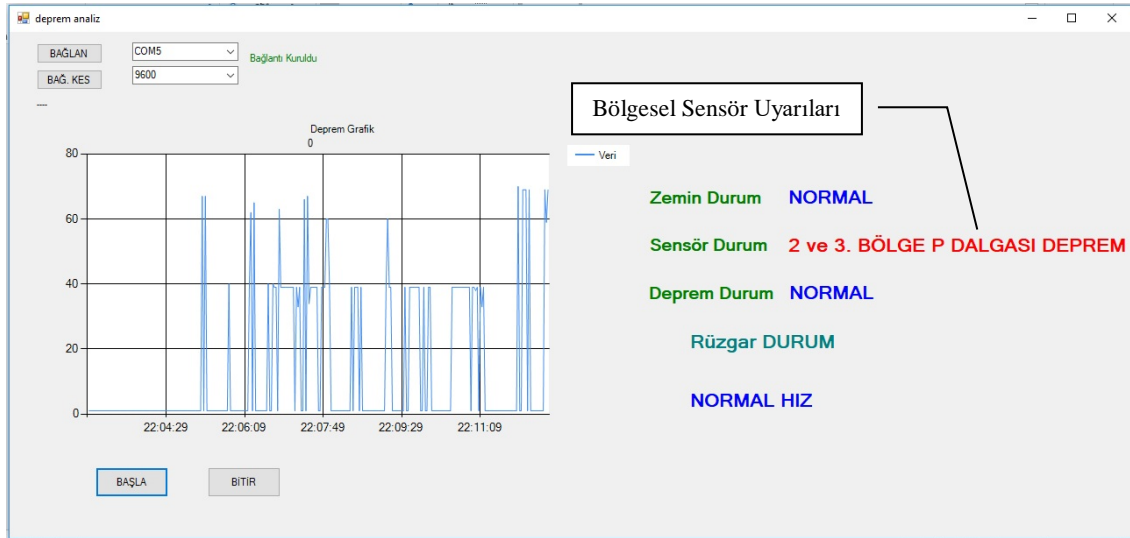 deprem analiz
BAĞLAN
COM5
Bağlantı Kuruldu
BAĞ. KES
9600
---
Bölgesel Sensör Uyarıları
Deprem Grafik
0
Veri
80
60
40
20
0
22:04:29 22:06:09 22:07:49 22:09:29 22:11:09
Zemin Durum NORMAL
Sensör Durum 2 ve 3. BÖLGE P DALGASI DEPREM
Deprem Durum NORMAL
Rüzgar DURUM
NORMAL HIZ
BAŞLA
BİTİR